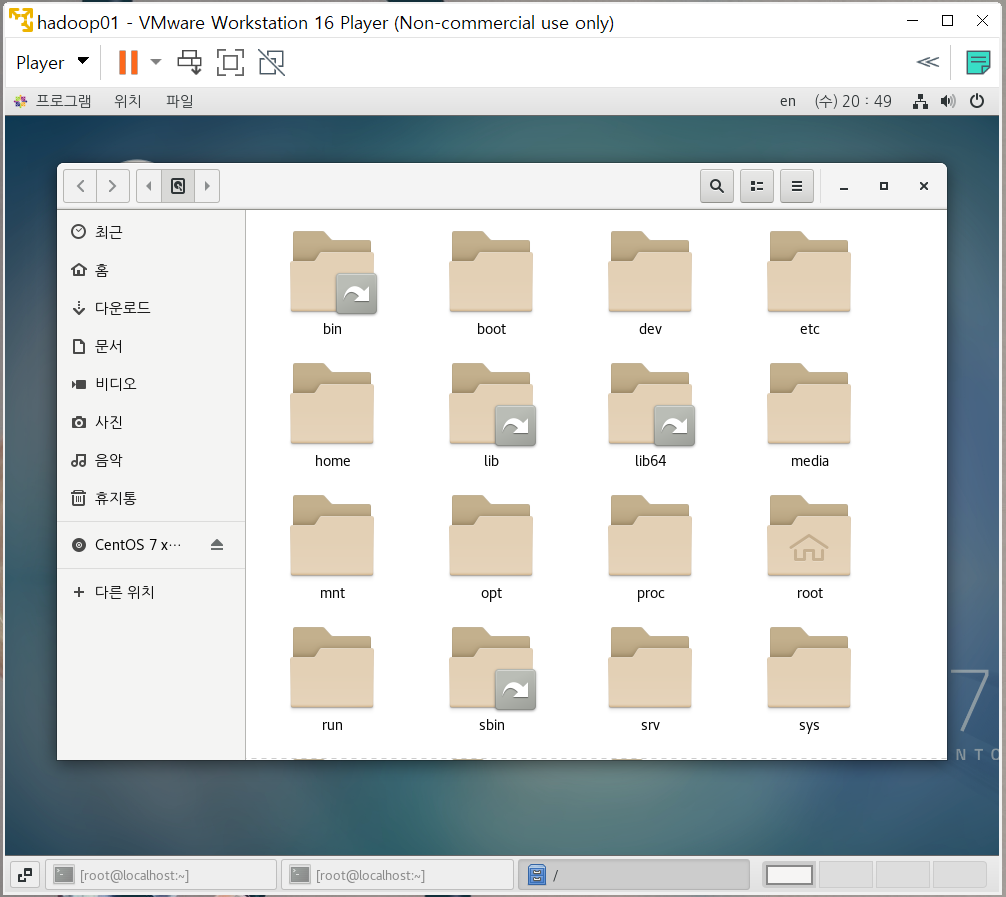 hadoop01 - VMware Workstation 16 Player (Non-commercial use only)
Player
프로그램 위치 파일 en (수) 20 : 49
최근
홈
다운로드
문서
비디오
사진
음악
휴지통
CentOS 7 x…
다른 위치
bin boot dev etc
home lib lib64 media
mnt opt proc root
run sbin srv sys
7
NTO
[root@localhost:~] [root@localhost:~] /